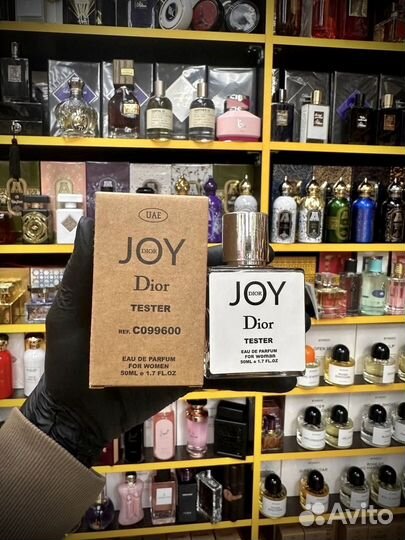 UAE
JOY
DIOR
Dior
TESTER
REF. C099600
EAU DE PARFUM
FOR WOMEN
50ML e 1.7 FL.OZ
JOY
DIOR
Dior
TESTER
EAU DE PARFUM
FOR woman
50ML e 1.7 FL.OZ
Avito